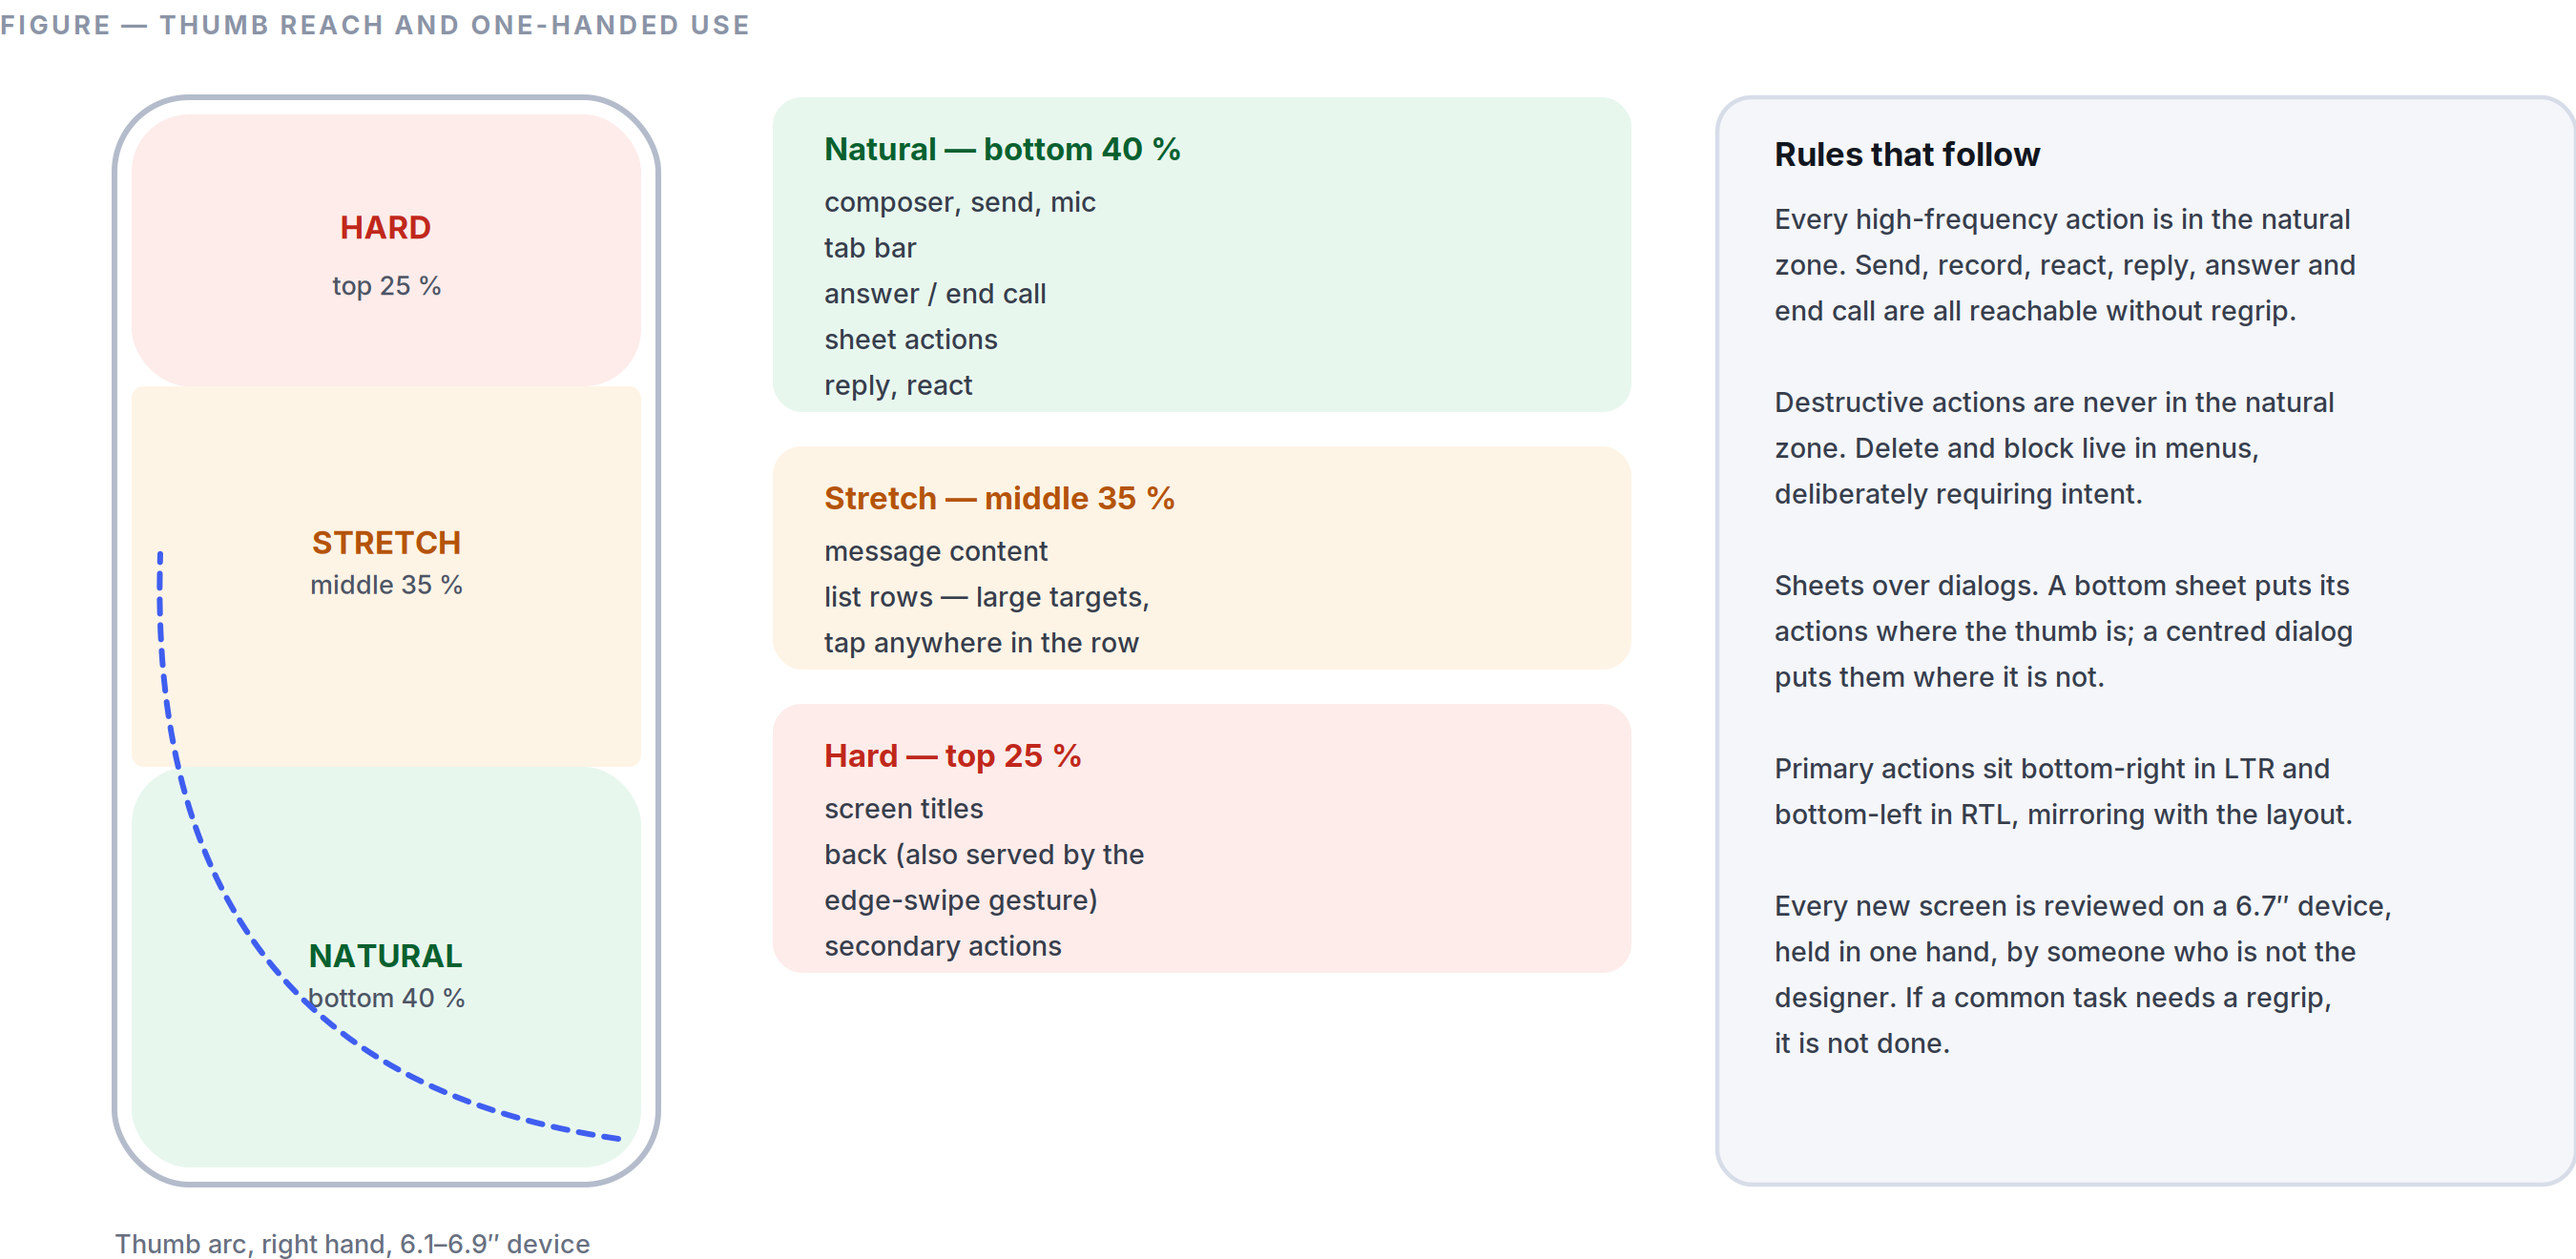 FIGURE — THUMB REACH AND ONE-HANDED USE
HARD
top 25 %
STRETCH
middle 35 %
NATURAL
bottom 40 %
Thumb arc, right hand, 6.1–6.9″ device
Natural — bottom 40 %
composer, send, mic
tab bar
answer / end call
sheet actions
reply, react
Stretch — middle 35 %
message content
list rows — large targets,
tap anywhere in the row
Hard — top 25 %
screen titles
back (also served by the
edge-swipe gesture)
secondary actions
Rules that follow
Every high-frequency action is in the natural
zone. Send, record, react, reply, answer and
end call are all reachable without regrip.
Destructive actions are never in the natural
zone. Delete and block live in menus,
deliberately requiring intent.
Sheets over dialogs. A bottom sheet puts its
actions where the thumb is; a centred dialog
puts them where it is not.
Primary actions sit bottom-right in LTR and
bottom-left in RTL, mirroring with the layout.
Every new screen is reviewed on a 6.7″ device,
held in one hand, by someone who is not the
designer. If a common task needs a regrip,
it is not done.